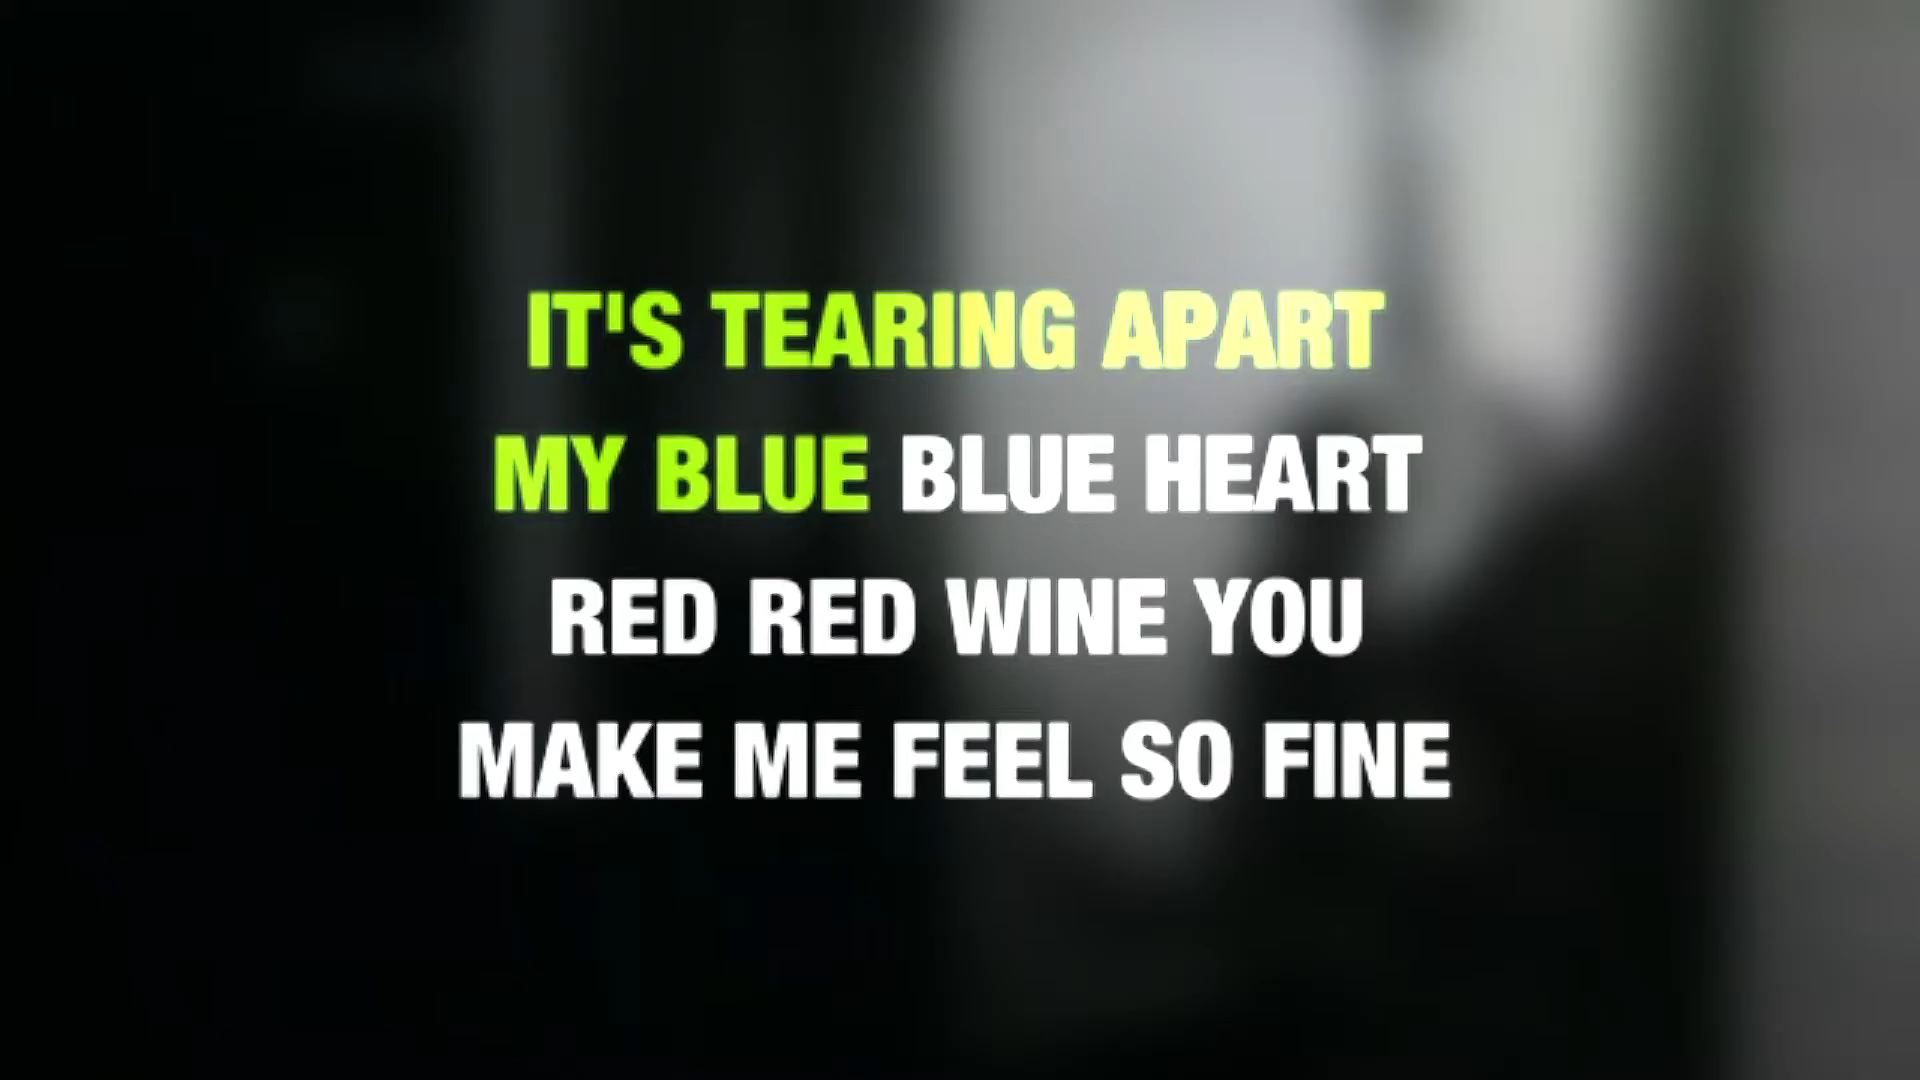 IT'S TEARING APART
MY BLUE BLUE HEART
RED RED WINE YOU
MAKE ME FEEL SO FINE